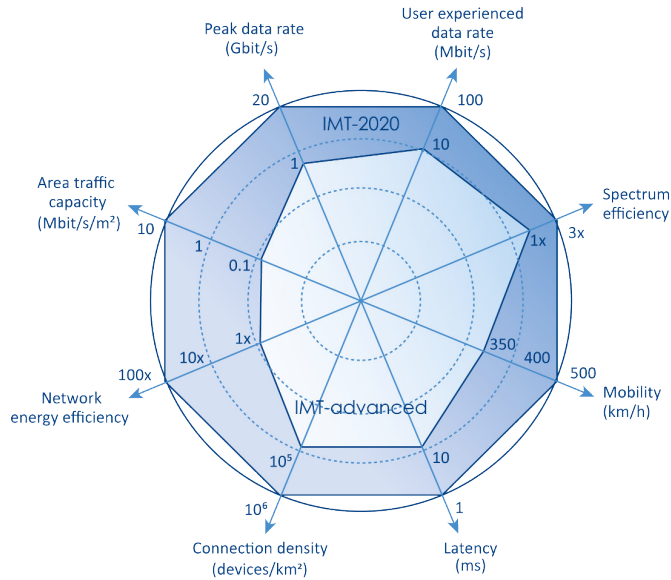 User experienced
data rate
(Mbit/s)
Peak data rate
(Gbit/s)
20
100
IMT-2020
10
1
Area traffic
capacity
(Mbit/s/m²)
Spectrum
efficiency
10
3x
1x
1
0.1
1x
350
400
10x
100x
500
Network
energy efficiency
Mobility
(km/h)
IMT-advanced
10⁵
10
10⁶
1
Connection density
(devices/km²)
Latency
(ms)